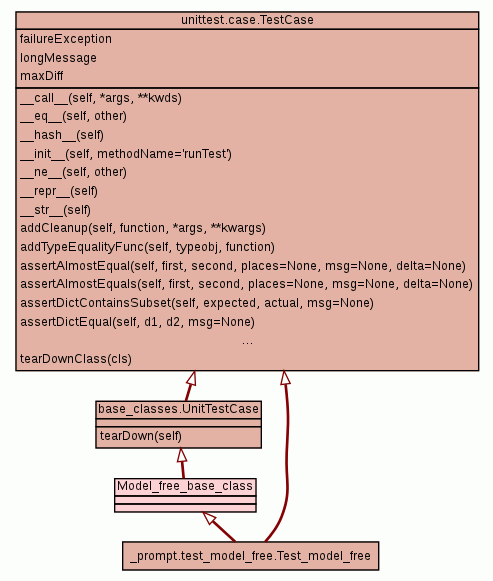 unittest.case.TestCase
failureException
longMessage
maxDiff
__call__(self, *args, **kwds)
__eq__(self, other)
__hash__(self)
__init__(self, methodName='runTest')
__ne__(self, other)
__repr__(self)
__str__(self)
addCleanup(self, function, *args, **kwargs)
addTypeEqualityFunc(self, typeobj, function)
assertAlmostEqual(self, first, second, places=None, msg=None, delta=None)
assertAlmostEquals(self, first, second, places=None, msg=None, delta=None)
assertDictContainsSubset(self, expected, actual, msg=None)
assertDictEqual(self, d1, d2, msg=None)
...
tearDownClass(cls)
base_classes.UnitTestCase
tearDown(self)
Model_free_base_class
_prompt.test_model_free.Test_model_free